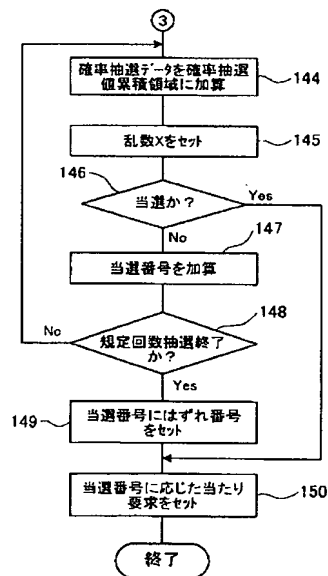 3
確率抽選データを確率抽選
値累積領域に加算
144
乱数Xをセット
145
146
当選か?
Yes
No
147
当選番号を加算
148
No
規定回数抽選終了
か?
Yes
149
当選番号にはずれ番号
をセット
当選番号に応じた当たり
要求をセット
150
終了